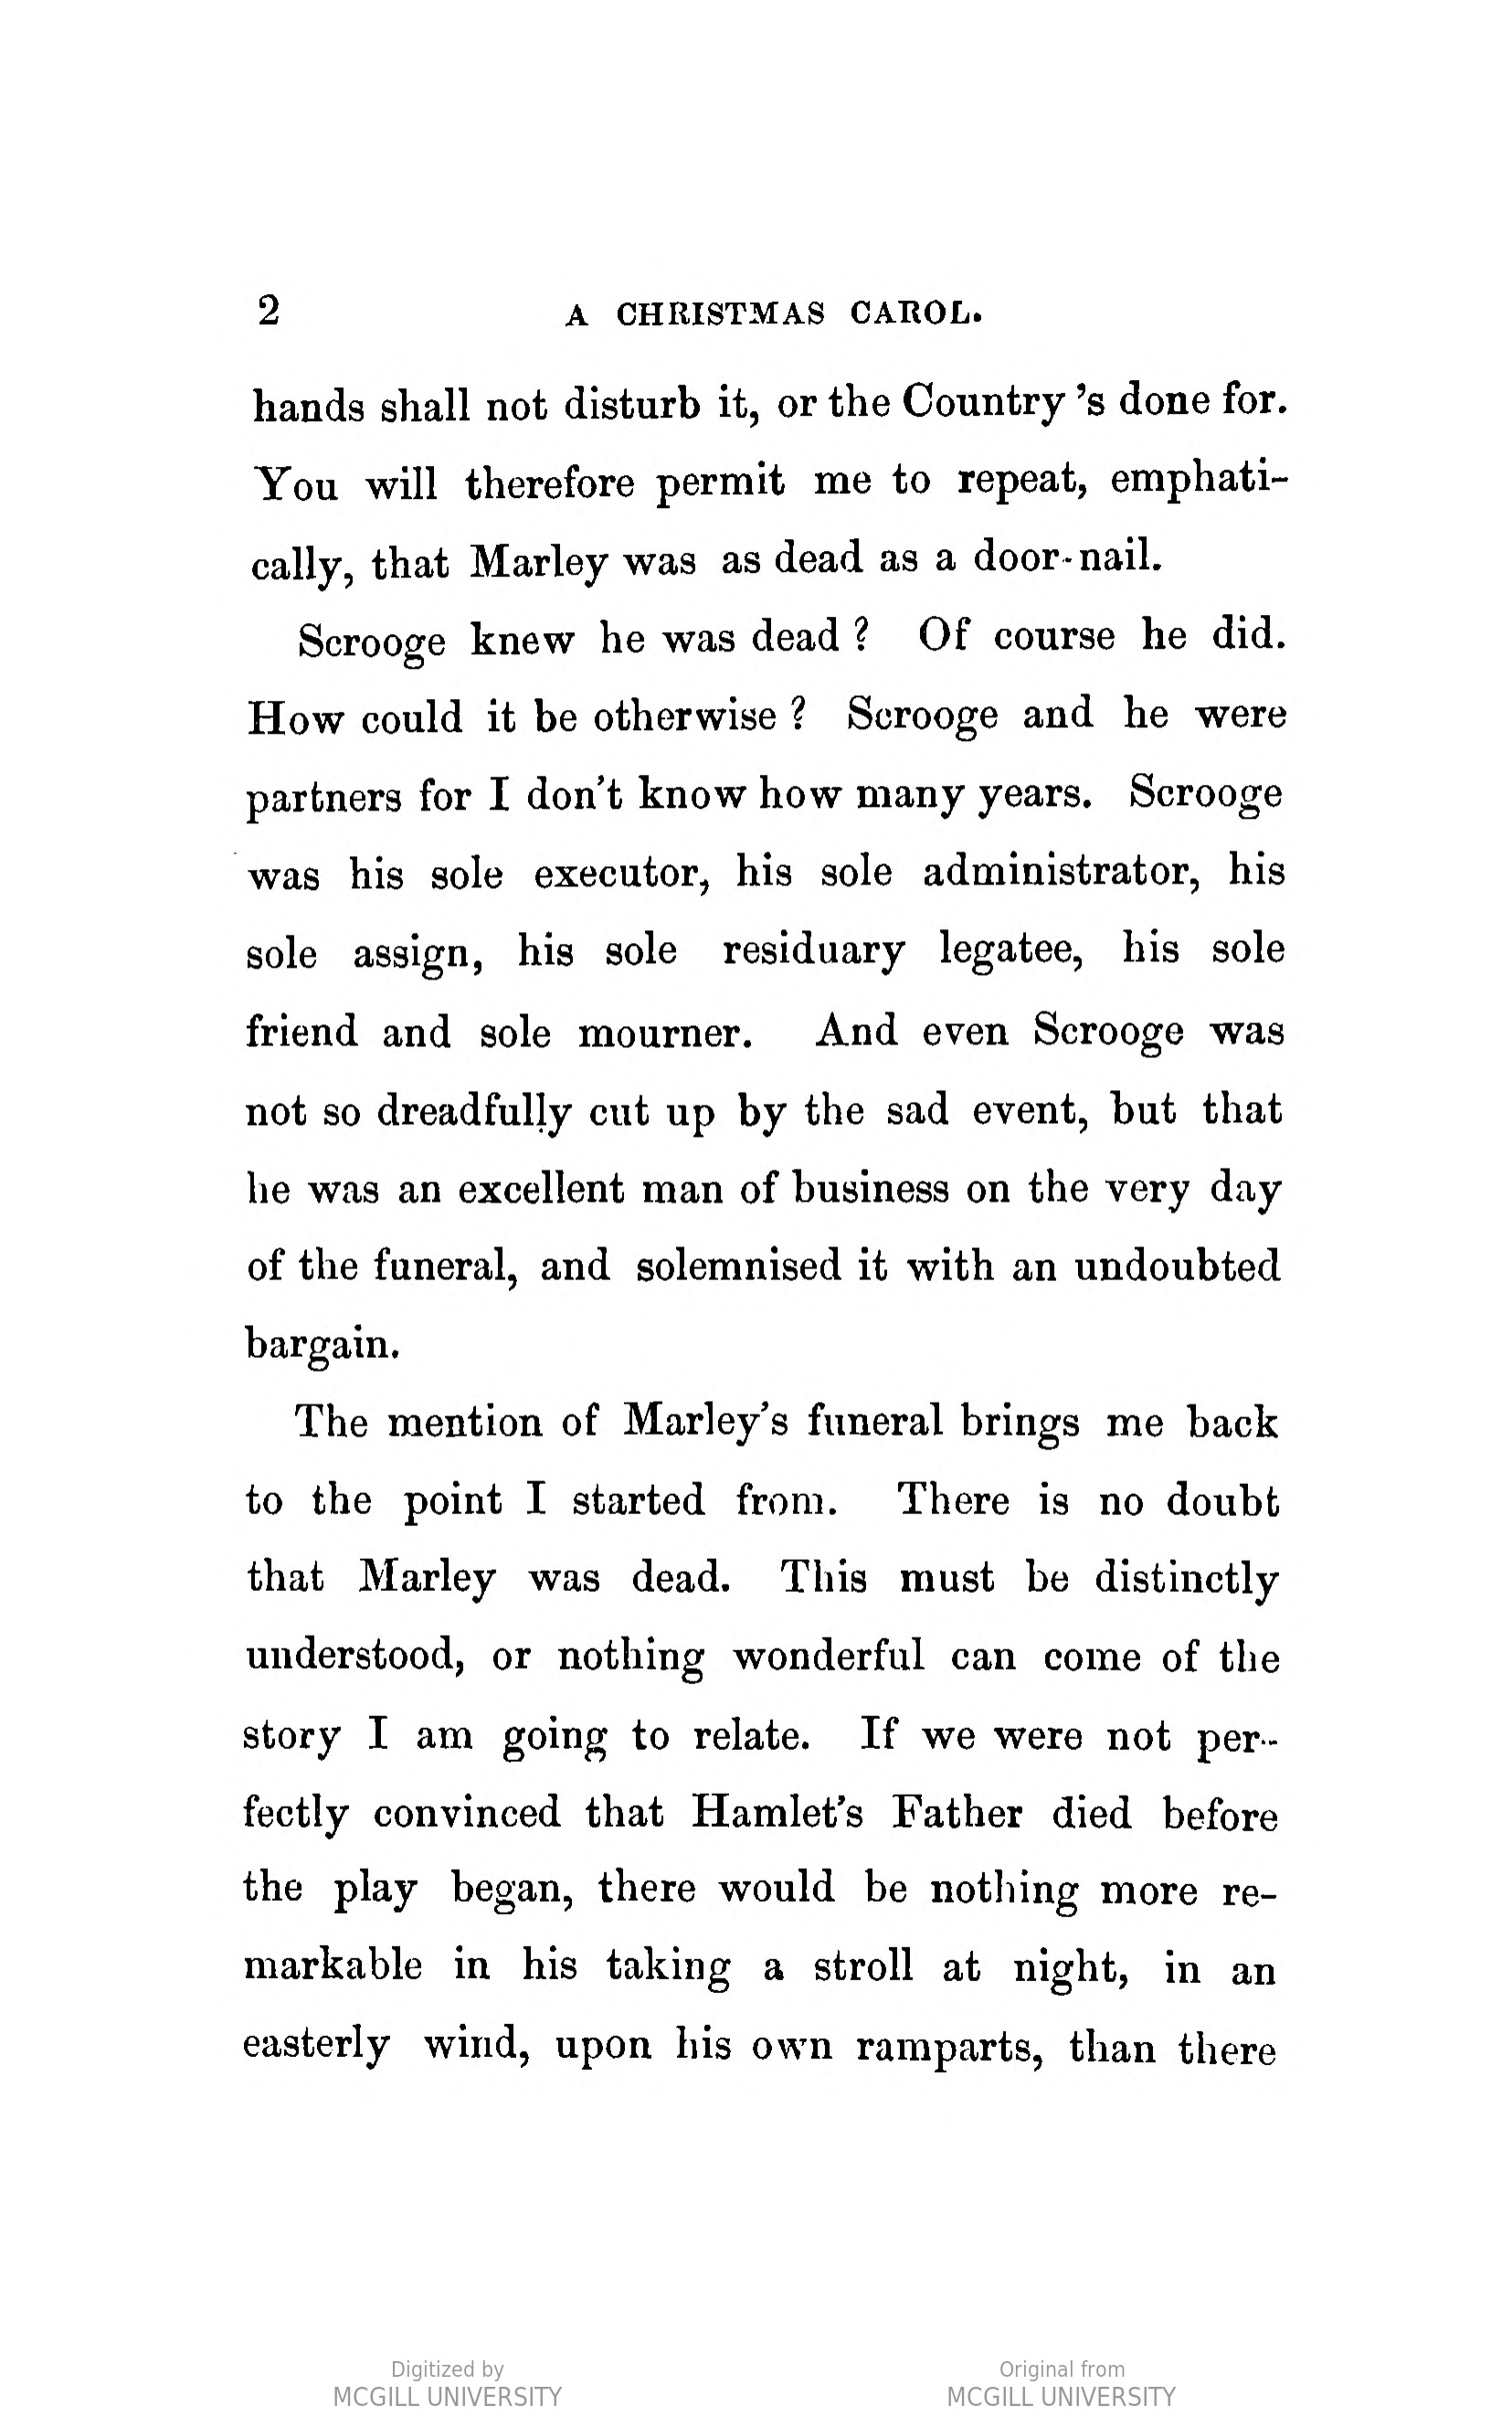 2 A CHRISTMAS CAROL.
hands shall not disturb it, or the Country 's done for.
You will therefore permit me to repeat, emphati-
cally, that Marley was as dead as a door-nail.
Scrooge knew he was dead ? Of course he did.
How could it be otherwise ? Scrooge and he were
partners for I don't know how many years. Scrooge
was his sole executor, his sole administrator, his
sole assign, his sole residuary legatee, his sole
friend and sole mourner. And even Scrooge was
not so dreadfully cut up by the sad event, but that
he was an excellent man of business on the very day
of the funeral, and solemnised it with an undoubted
bargain.
The mention of Marley's funeral brings me back
to the point I started from. There is no doubt
that Marley was dead. This must be distinctly
understood, or nothing wonderful can come of the
story I am going to relate. If we were not per-
fectly convinced that Hamlet's Father died before
the play began, there would be nothing more re-
markable in his taking a stroll at night, in an
easterly wind, upon his own ramparts, than there
Digitized by
MCGILL UNIVERSITY
Original from
MCGILL UNIVERSITY